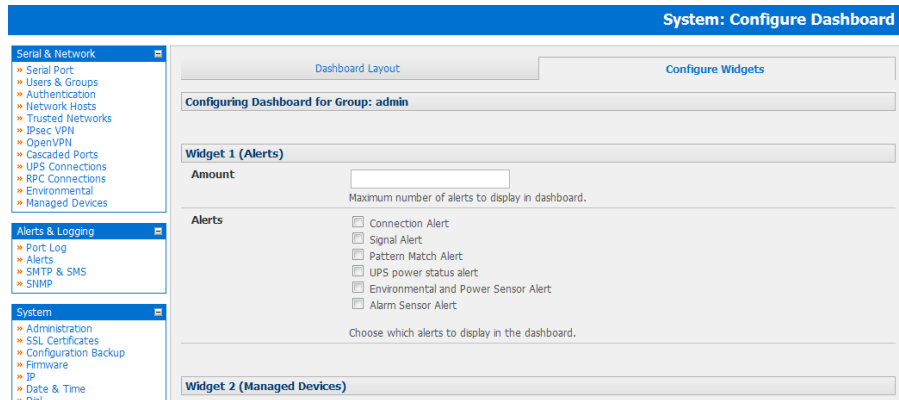 System: Configure Dashboard
Serial & Network
» Serial Port
» Users & Groups
» Authentication
» Network Hosts
» Trusted Networks
» IPsec VPN
» OpenVPN
» Cascaded Ports
» UPS Connections
» RPC Connections
» Environmental
» Managed Devices
Alerts & Logging
» Port Log
» Alerts
» SMTP & SMS
» SNMP
System
» Administration
» SSL Certificates
» Configuration Backup
» Firmware
» IP
» Date & Time
Dashboard Layout
Configure Widgets
Configuring Dashboard for Group: admin
Widget 1 (Alerts)
Amount
Maximum number of alerts to display in dashboard.
Alerts
Connection Alert
Signal Alert
Pattern Match Alert
UPS power status alert
Environmental and Power Sensor Alert
Alarm Sensor Alert
Choose which alerts to display in the dashboard.
Widget 2 (Managed Devices)